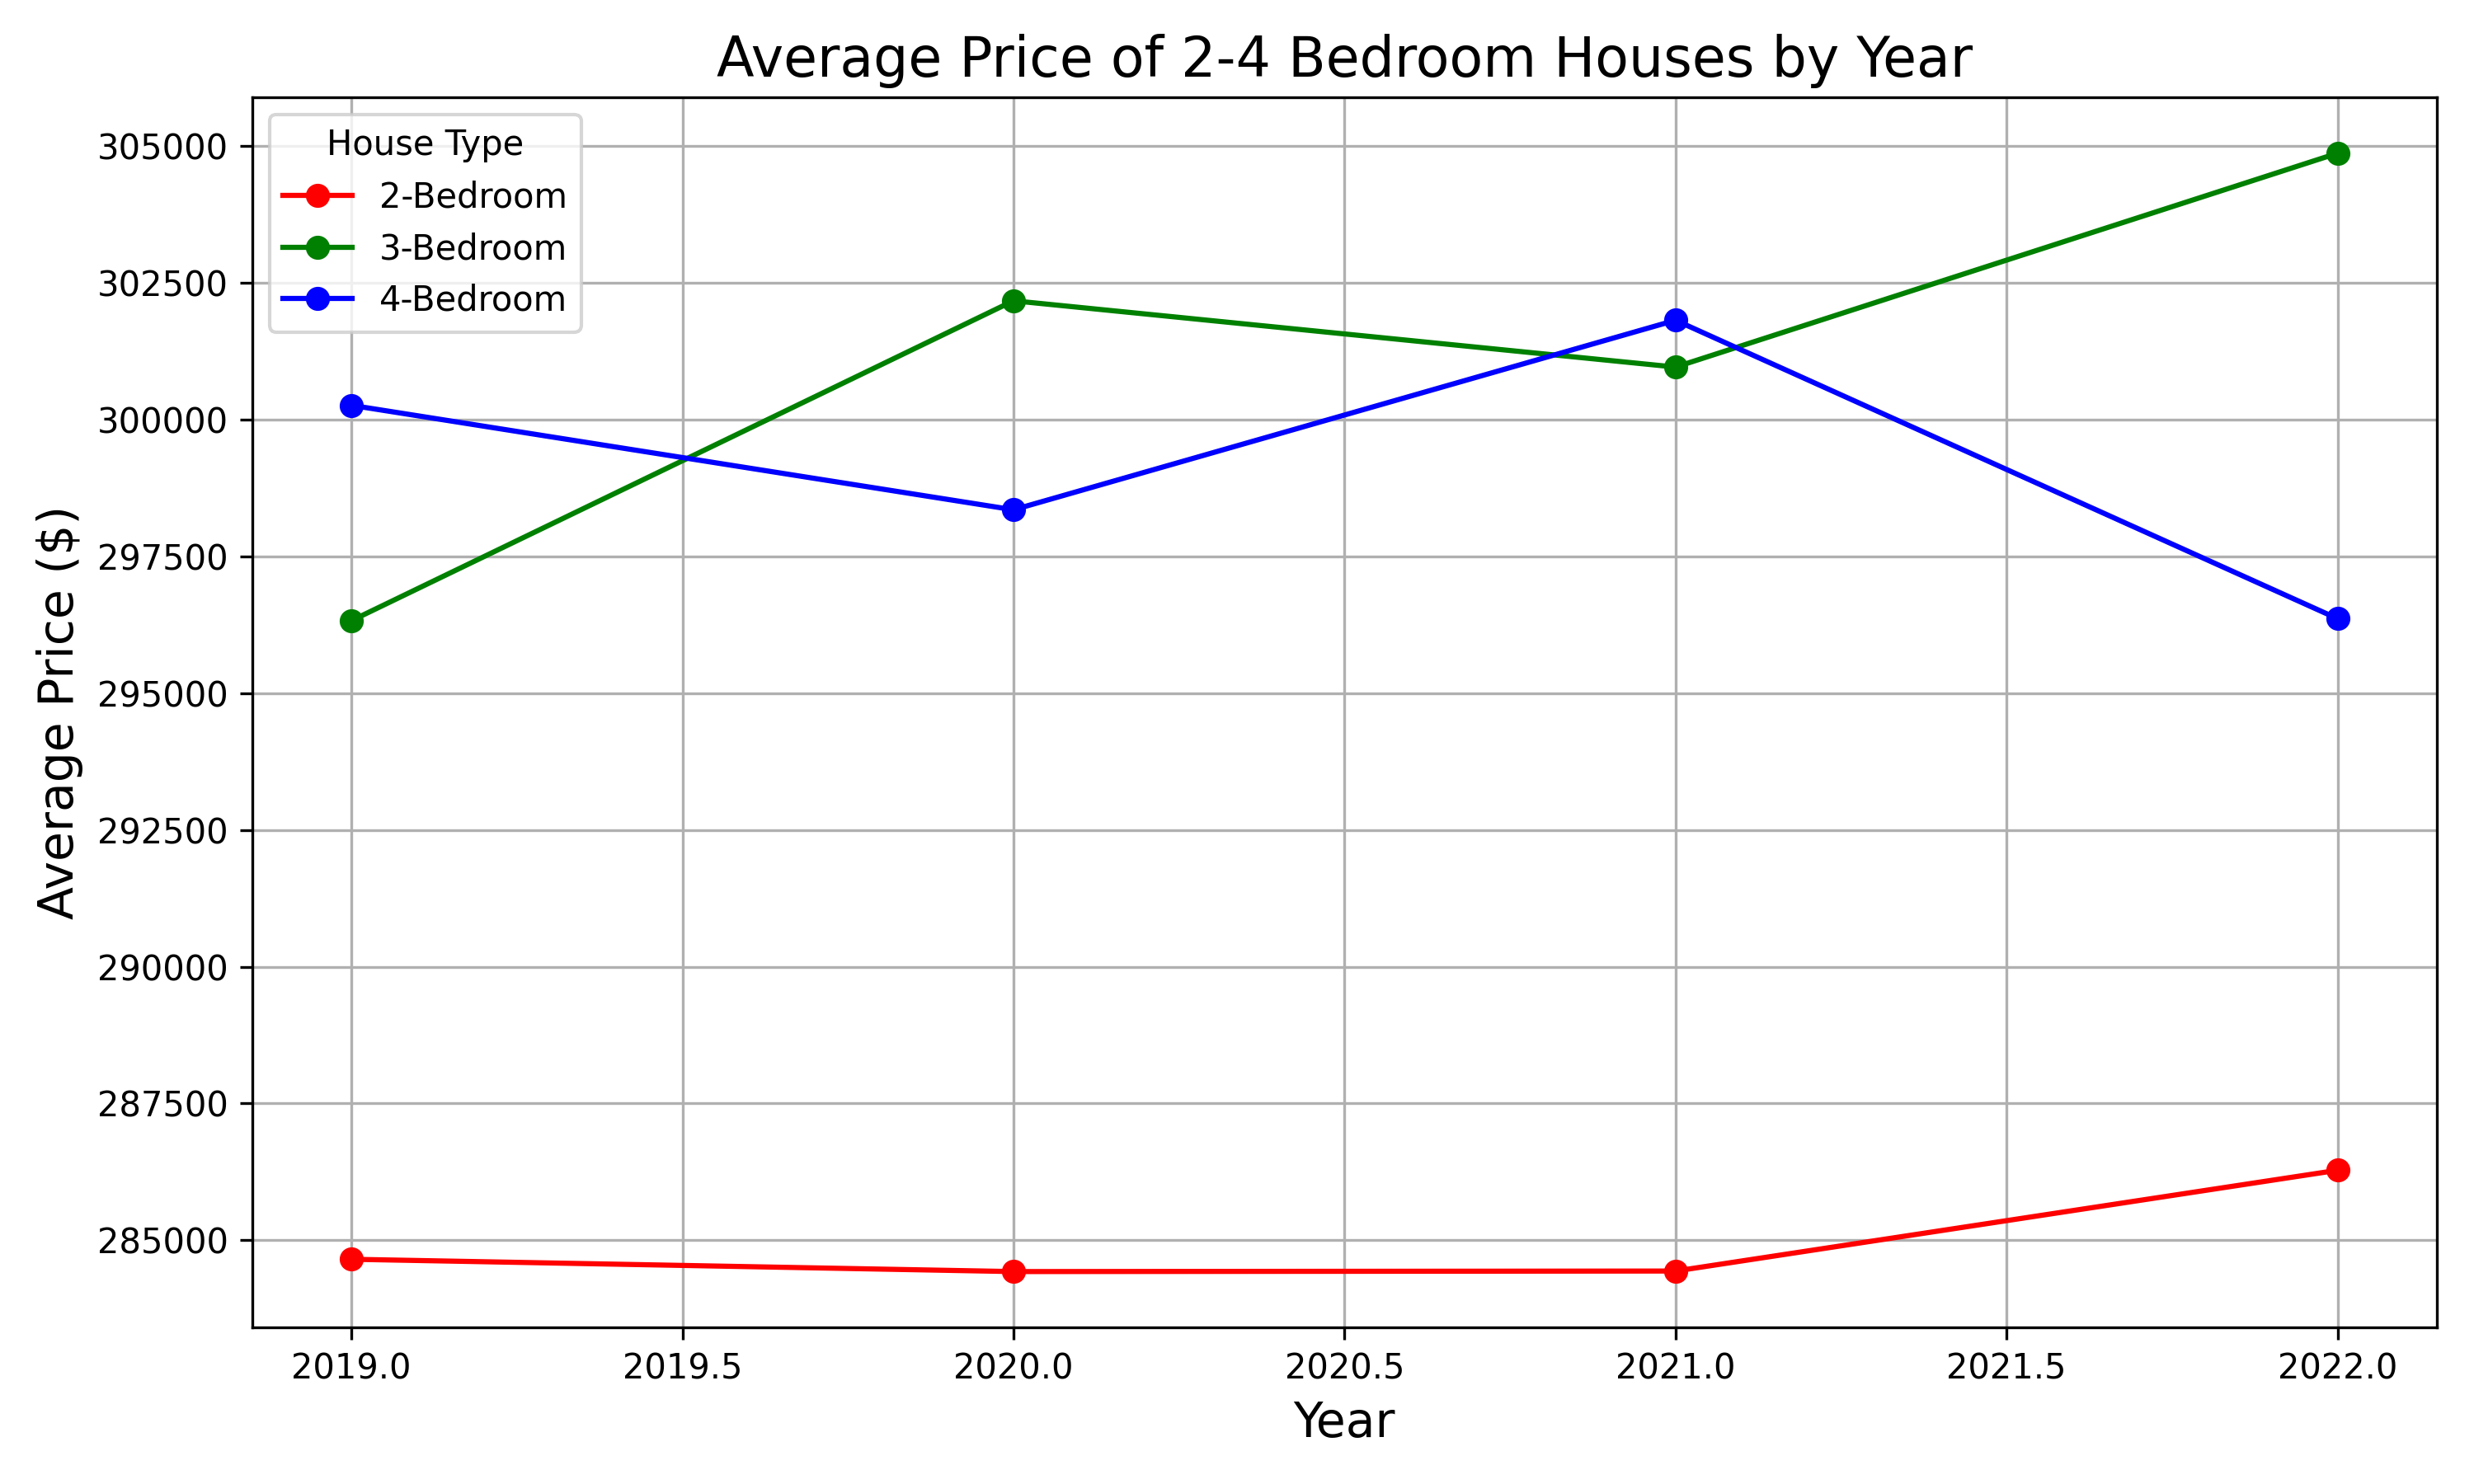 Average Price of 2-4 Bedroom Houses by Year
House Type
2-Bedroom
3-Bedroom
4-Bedroom
Average Price ($)
305000
302500
300000
297500
295000
292500
290000
287500
285000
2019.0 2019.5 2020.0 2020.5 2021.0 2021.5 2022.0
Year